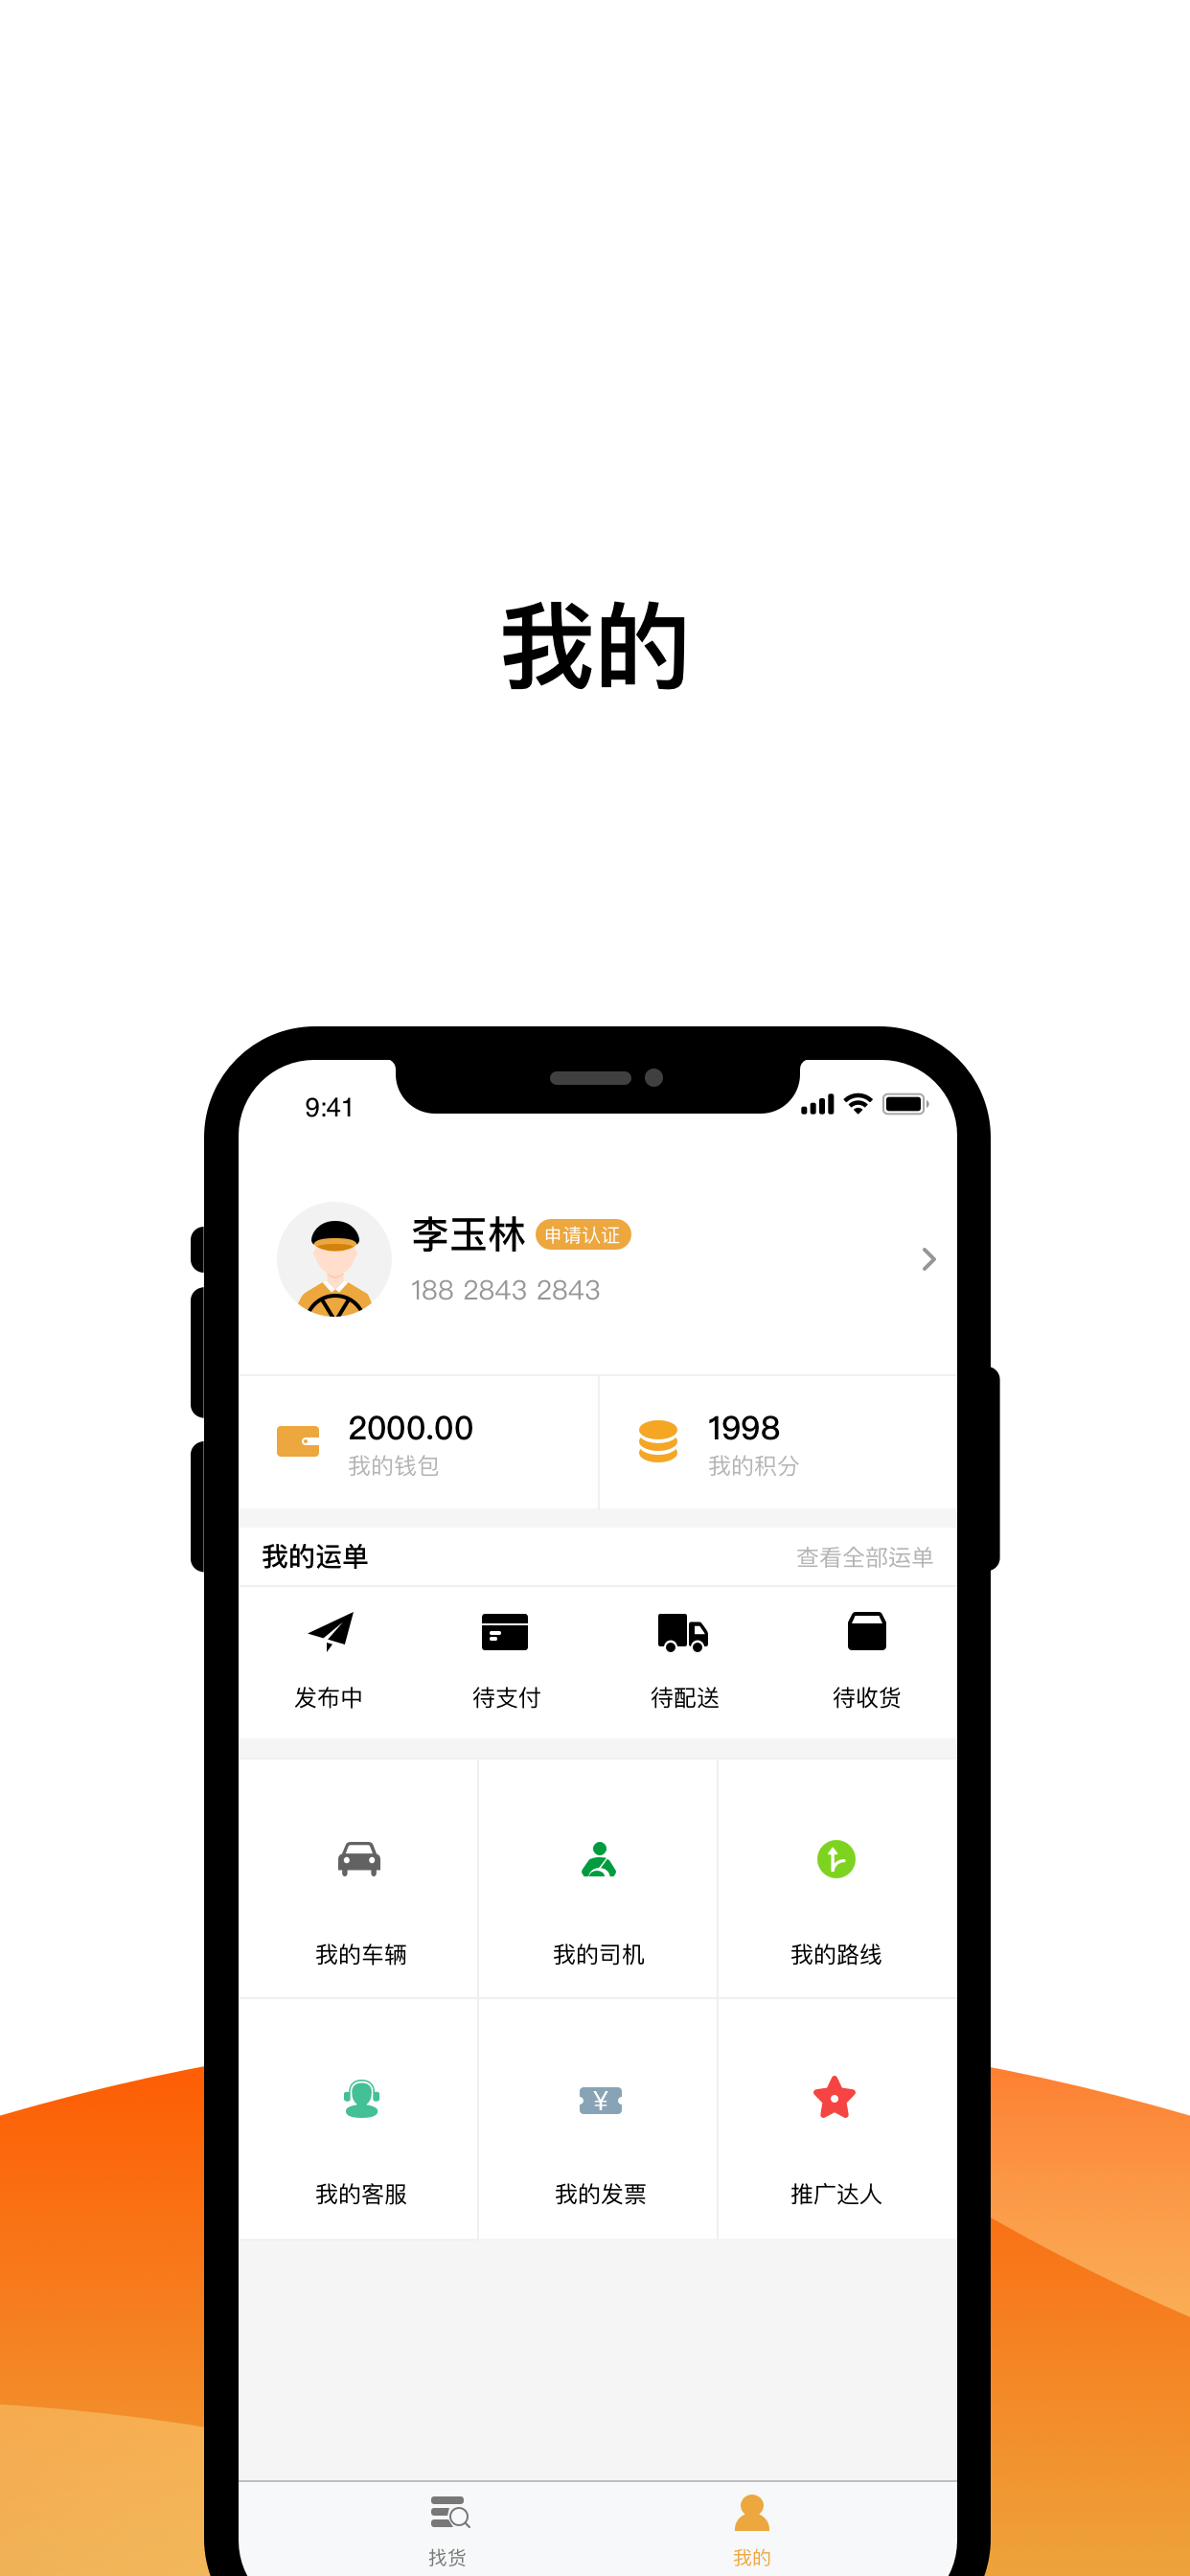 我的
9:41
李玉林 申请认证
188 2843 2843
2000.00
我的钱包
1998
我的积分
我的运单 查看全部运单
发布中 待支付 待配送 待收货
我的车辆 我的司机 我的路线
¥
我的客服 我的发票 推广达人
找货 我的